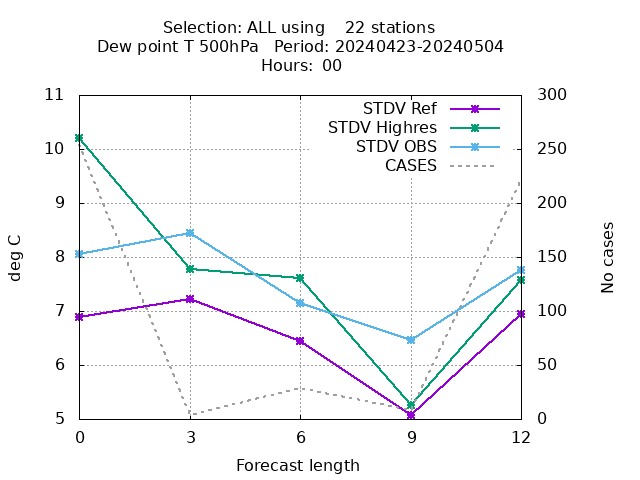 Selection: ALL using    22 stations
Dew point T 500hPa   Period: 20240423-20240504
Hours: 00
11 300
STDV Ref
STDV Highres
10 250
STDV OBS
CASES
9 200
8 150
deg C
No cases
7 100
6 50
5 0
0 3 6 9 12
Forecast length